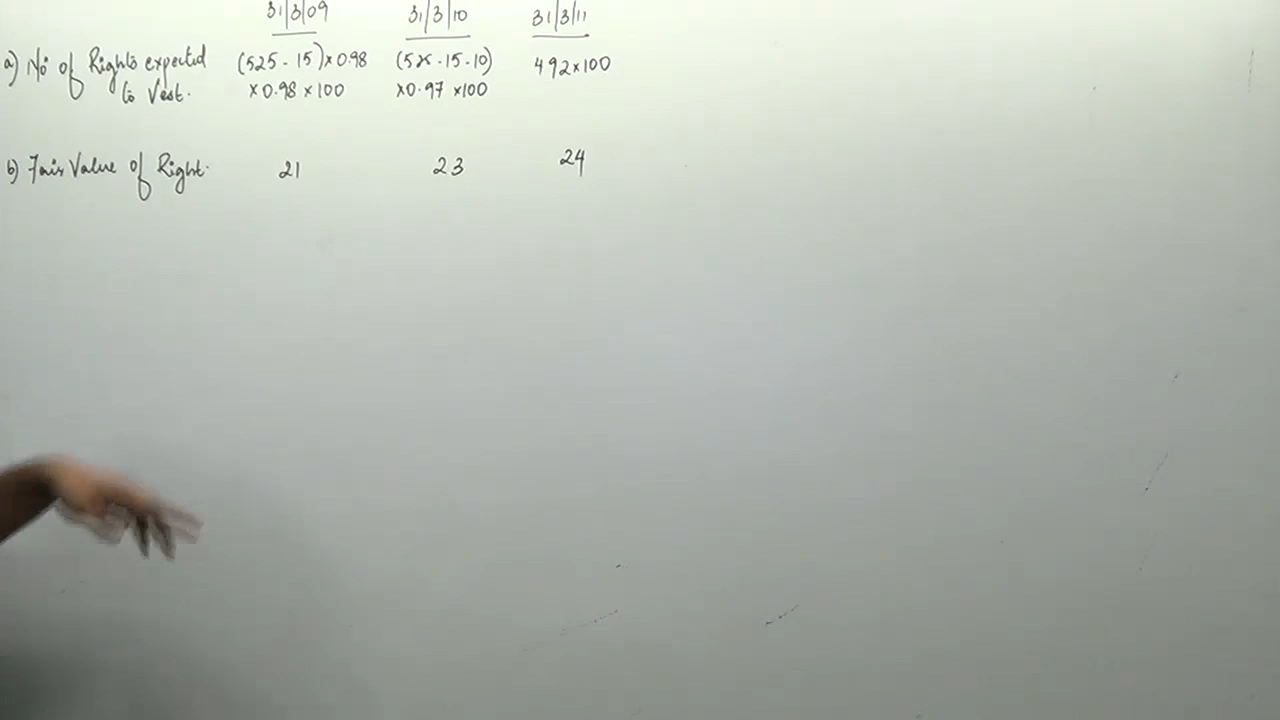 31/3/09 31/3/10 31/3/11
a) No of Rights expected (525 - 15) x 0.98 (525 - 15 - 10) 492 x 100
to Vest. x 0.98 x 100 x 0.97 x 100
b) Fair Value of Right. 21 23 24